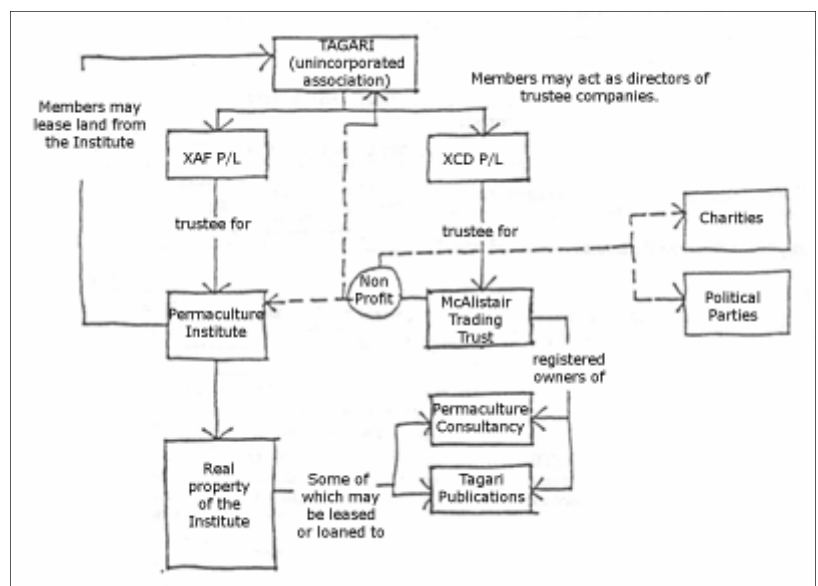 TAGARI
(unincorporated
association)
Members may act as directors of
trustee companies.
Members may
lease land from
the Institute
XAF P/L
XCD P/L
trustee for
trustee for
Charities
Non
Profit
Permaculture
Institute
McAlistair
Trading
Trust
Political
Parties
registered
owners of
Permaculture
Consultancy
Real
property
of the
Institute
Some of
which may
be leased
or loaned to
Tagari
Publications